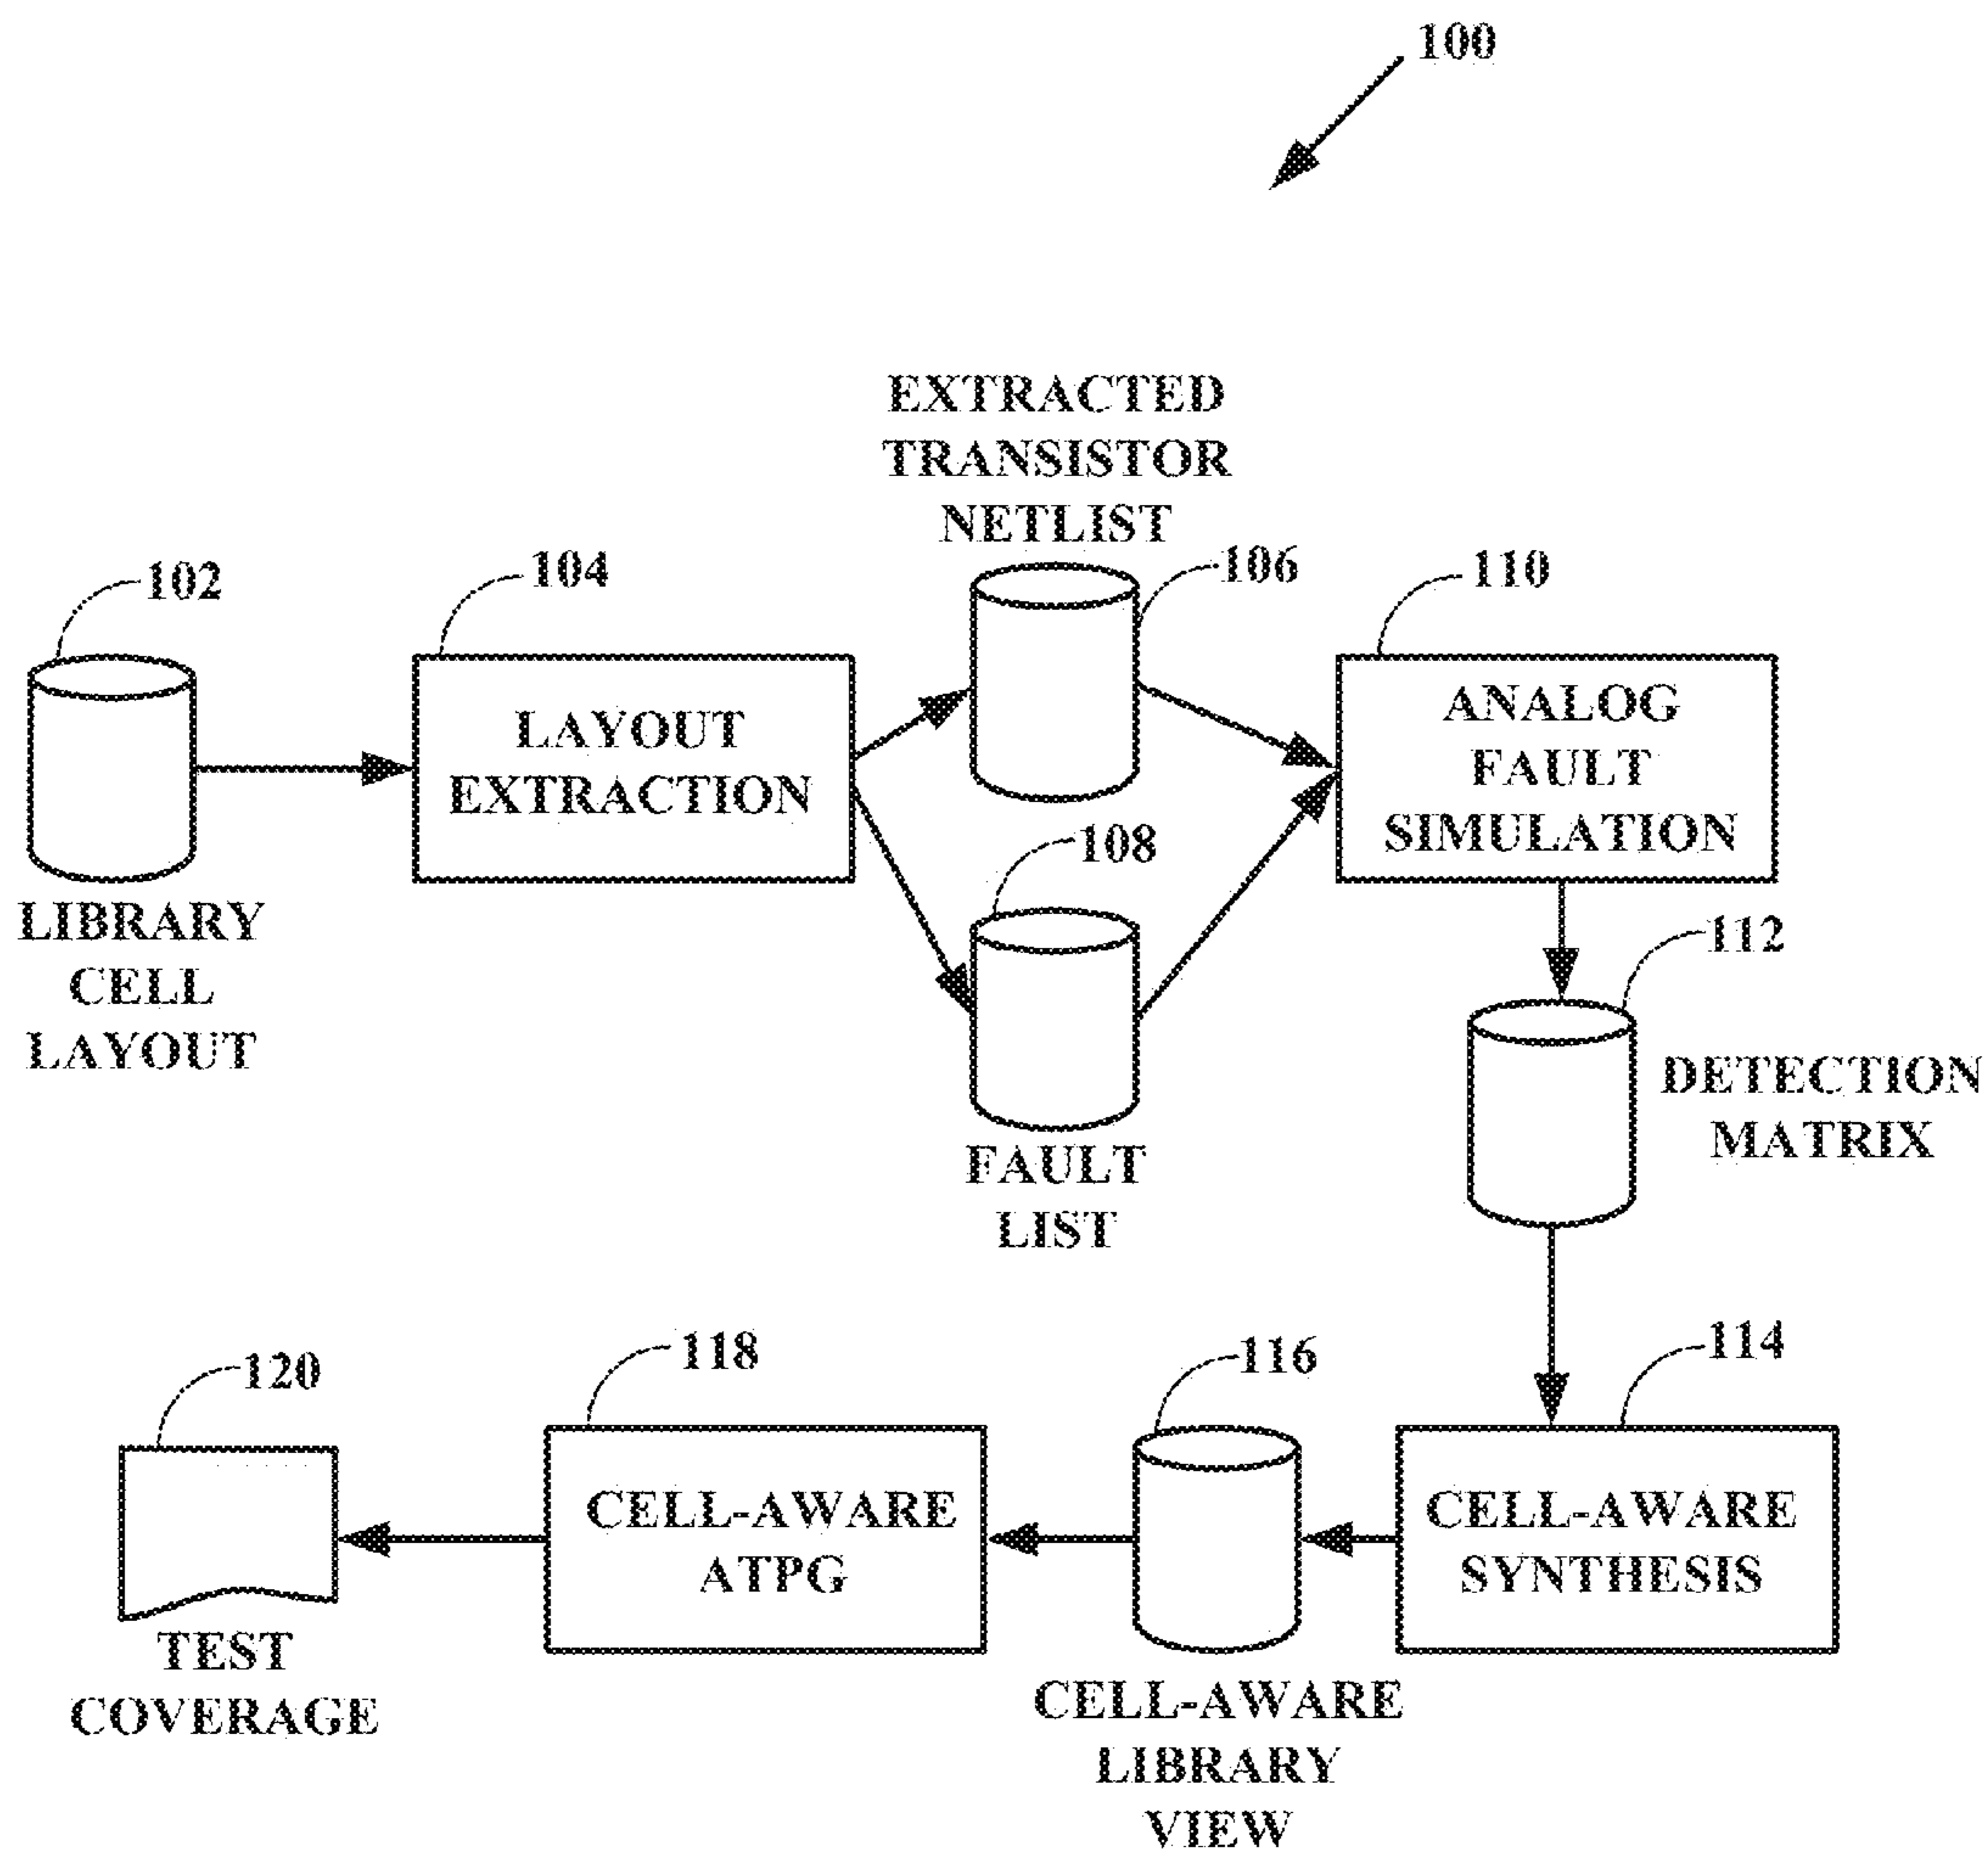 100
EXTRACTED
TRANSISTOR
NETLIST
102
104
106
110
LAYOUT
EXTRACTION
ANALOG
FAULT
SIMULATION
108
LIBRARY
CELL
LAYOUT
112
DETECTION
MATRIX
FAULT
LIST
120
118
116
114
CELL-AWARE
ATPG
CELL-AWARE
SYNTHESIS
TEST
COVERAGE
CELL-AWARE
LIBRARY
VIEW